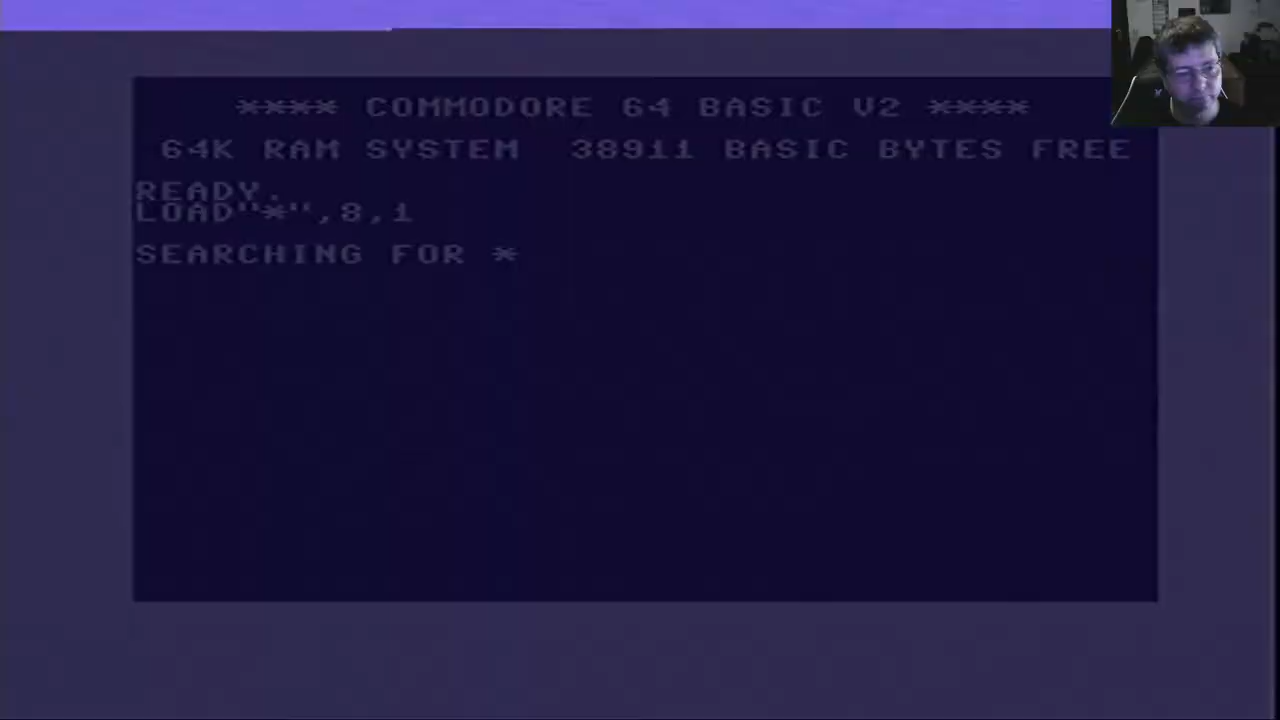 **** COMMODORE 64 BASIC V2 ****
64K RAM SYSTEM  38911 BASIC BYTES FREE
READY.
LOAD"*",8,1
SEARCHING FOR *